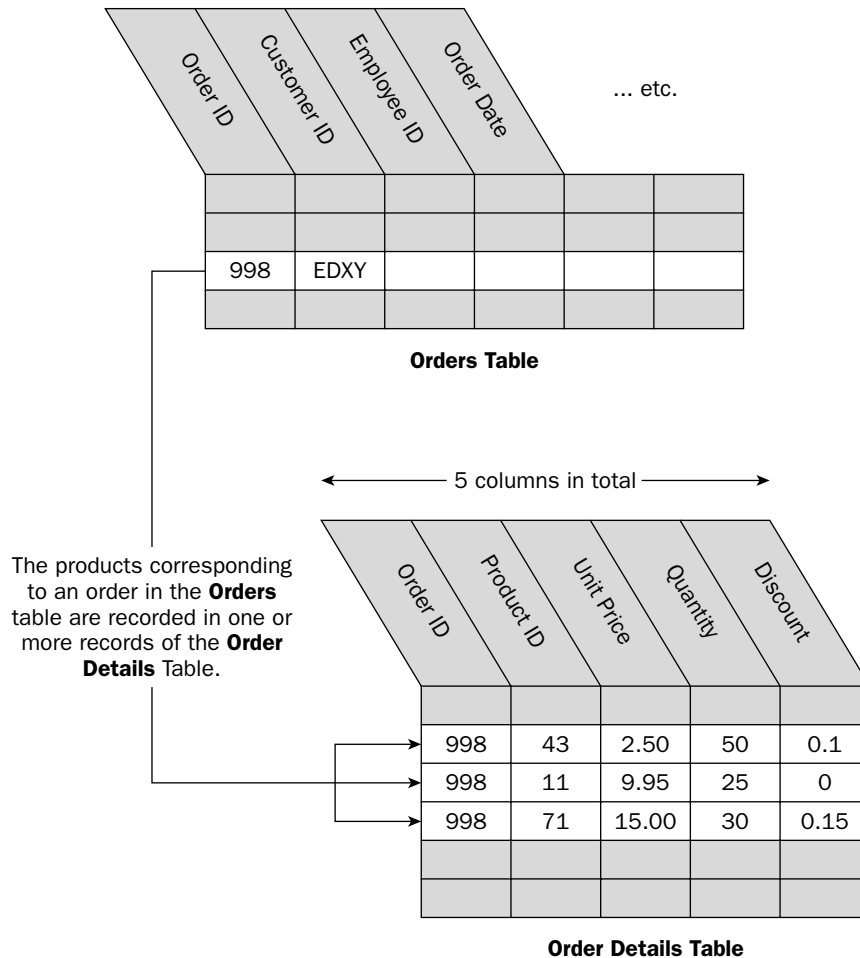 Order ID
Customer ID
Employee ID
Order Date
... etc.
998 EDXY
Orders Table
5 columns in total
The products corresponding
to an order in the Orders
table are recorded in one or
more records of the Order
Details Table.
Order ID
Product ID
Unit Price
Quantity
Discount
998 43 2.50 50 0.1
998 11 9.95 25 0
998 71 15.00 30 0.15
Order Details Table